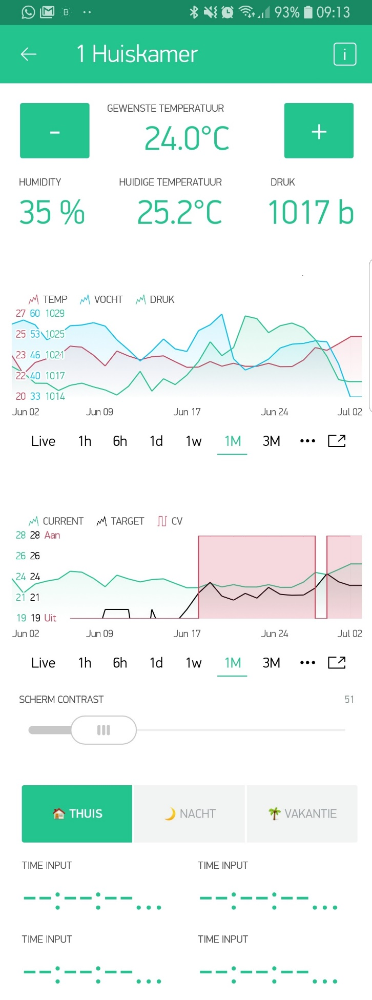 B 93% 09:13
1 Huiskamer i
GEWENSTE TEMPERATUUR
- 24.0°C +
HUMIDITY HUIDIGE TEMPERATUUR DRUK
35 % 25.2°C 1017 b
TEMP VOCHT DRUK
27 60 1029
25 53 1025
23 46 1021
22 40 1017
20 33 1014
Jun 02 Jun 09 Jun 17 Jun 24 Jul 02
Live 1h 6h 1d 1w 1M 3M •••
CURRENT TARGET CV
28 28 Aan
26 26
24 24
21 21
19 19 Uit
Jun 02 Jun 09 Jun 17 Jun 24 Jul 02
Live 1h 6h 1d 1w 1M 3M •••
SCHERM CONTRAST 51
THUIS NACHT VAKANTIE
TIME INPUT TIME INPUT
--:--:--... --:--:--...
TIME INPUT TIME INPUT
--:--:--... --:--:--...